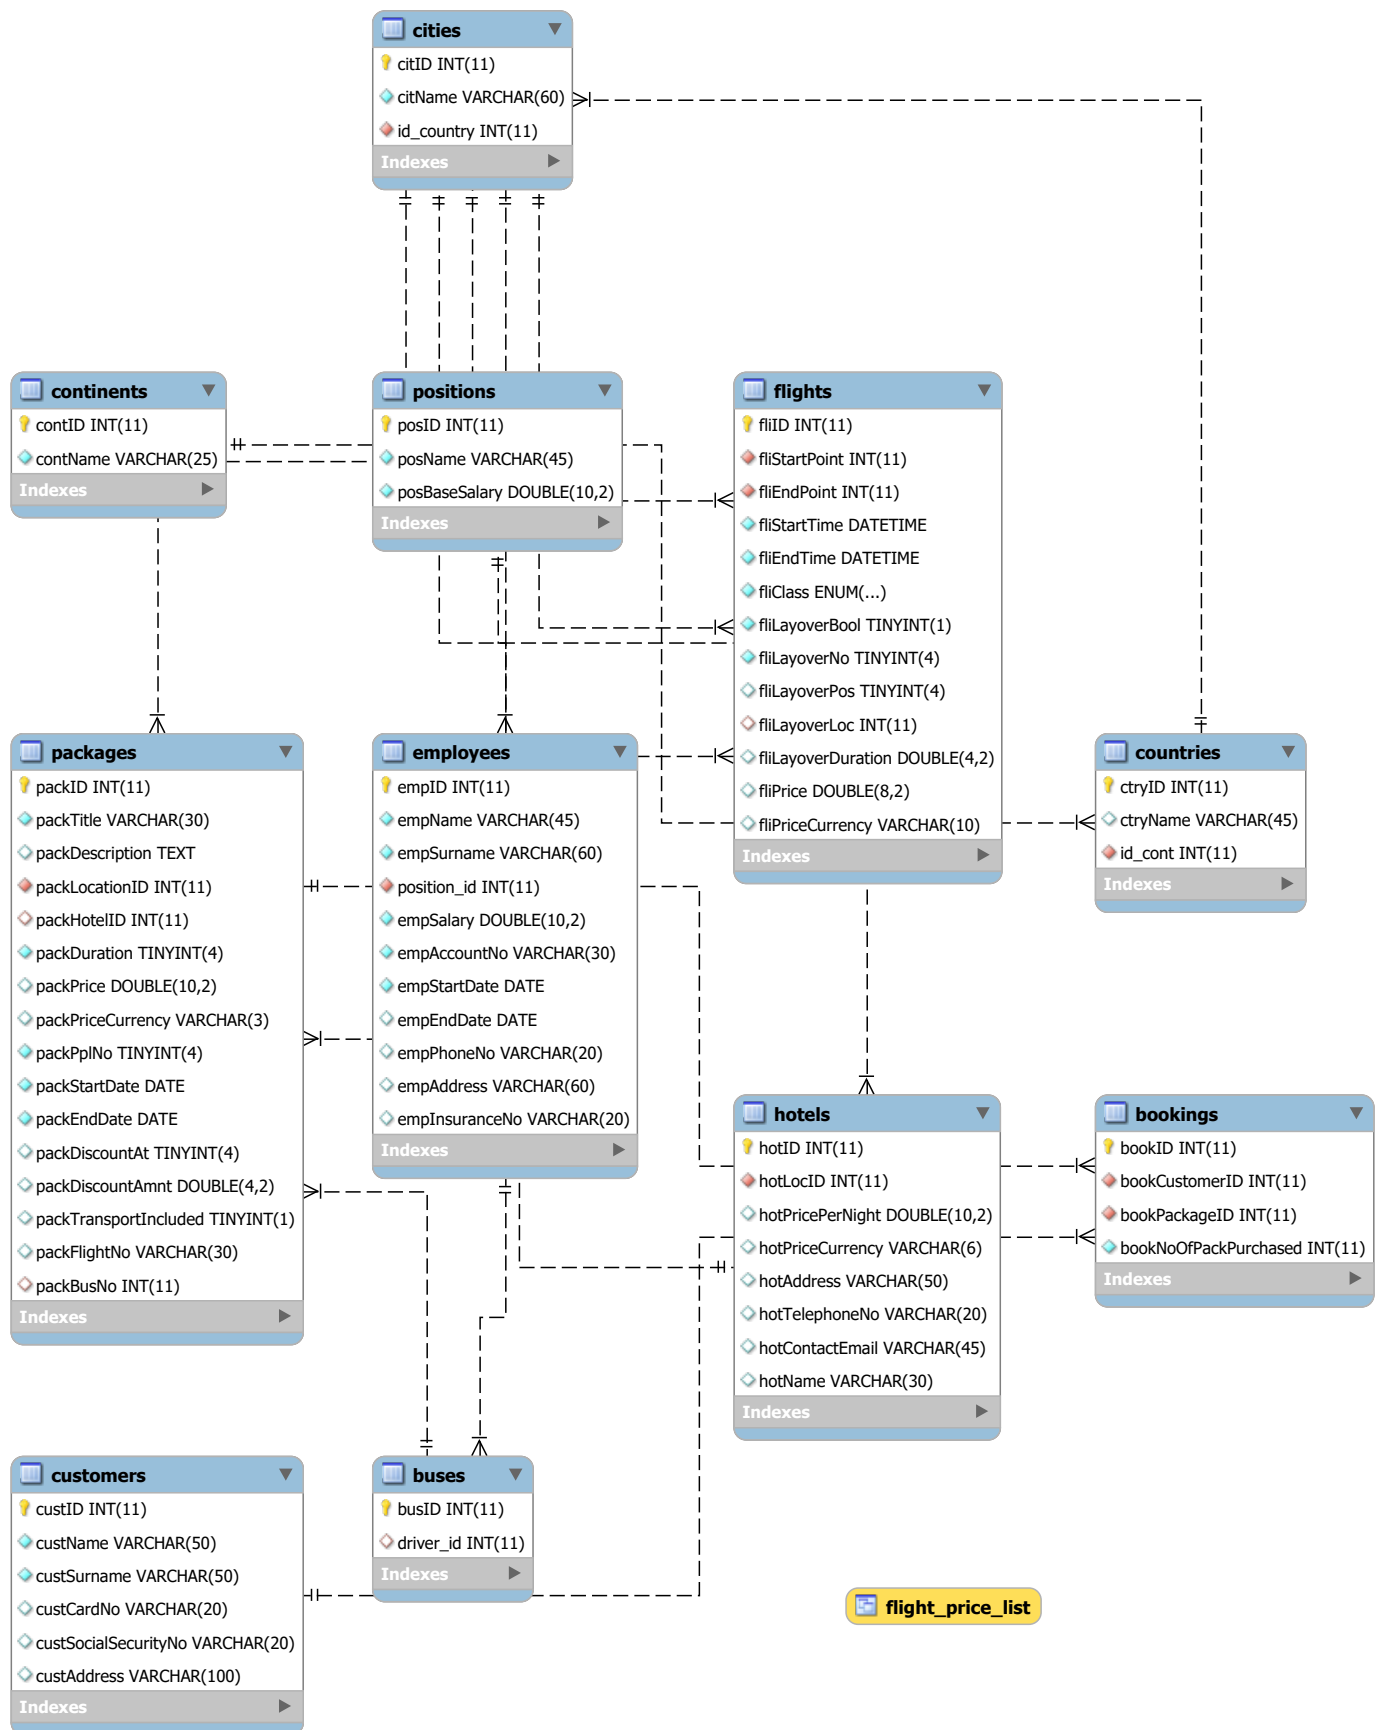 cities
citID INT(11)
citName VARCHAR(60)
id_country INT(11)
Indexes
continents
contID INT(11)
contName VARCHAR(25)
Indexes
positions
posID INT(11)
posName VARCHAR(45)
posBaseSalary DOUBLE(10,2)
Indexes
flights
fliID INT(11)
fliStartPoint INT(11)
fliEndPoint INT(11)
fliStartTime DATETIME
fliEndTime DATETIME
fliClass ENUM(...)
fliLayoverBool TINYINT(1)
fliLayoverNo TINYINT(4)
fliLayoverPos TINYINT(4)
fliLayoverLoc INT(11)
fliLayoverDuration DOUBLE(4,2)
fliPrice DOUBLE(8,2)
fliPriceCurrency VARCHAR(10)
Indexes
packages
packID INT(11)
packTitle VARCHAR(30)
packDescription TEXT
packLocationID INT(11)
packHotelID INT(11)
packDuration TINYINT(4)
packPrice DOUBLE(10,2)
packPriceCurrency VARCHAR(3)
packPplNo TINYINT(4)
packStartDate DATE
packEndDate DATE
packDiscountAt TINYINT(4)
packDiscountAmnt DOUBLE(4,2)
packTransportIncluded TINYINT(1)
packFlightNo VARCHAR(30)
packBusNo INT(11)
Indexes
employees
empID INT(11)
empName VARCHAR(45)
empSurname VARCHAR(60)
position_id INT(11)
empSalary DOUBLE(10,2)
empAccountNo VARCHAR(30)
empStartDate DATE
empEndDate DATE
empPhoneNo VARCHAR(20)
empAddress VARCHAR(60)
empInsuranceNo VARCHAR(20)
Indexes
countries
ctryID INT(11)
ctryName VARCHAR(45)
id_cont INT(11)
Indexes
hotels
hotID INT(11)
hotLocID INT(11)
hotPricePerNight DOUBLE(10,2)
hotPriceCurrency VARCHAR(6)
hotAddress VARCHAR(50)
hotTelephoneNo VARCHAR(20)
hotContactEmail VARCHAR(45)
hotName VARCHAR(30)
Indexes
bookings
bookID INT(11)
bookCustomerID INT(11)
bookPackageID INT(11)
bookNoOfPackPurchased INT(11)
Indexes
customers
custID INT(11)
custName VARCHAR(50)
custSurname VARCHAR(50)
custCardNo VARCHAR(20)
custSocialSecurityNo VARCHAR(20)
custAddress VARCHAR(100)
Indexes
buses
busID INT(11)
driver_id INT(11)
Indexes
flight_price_list